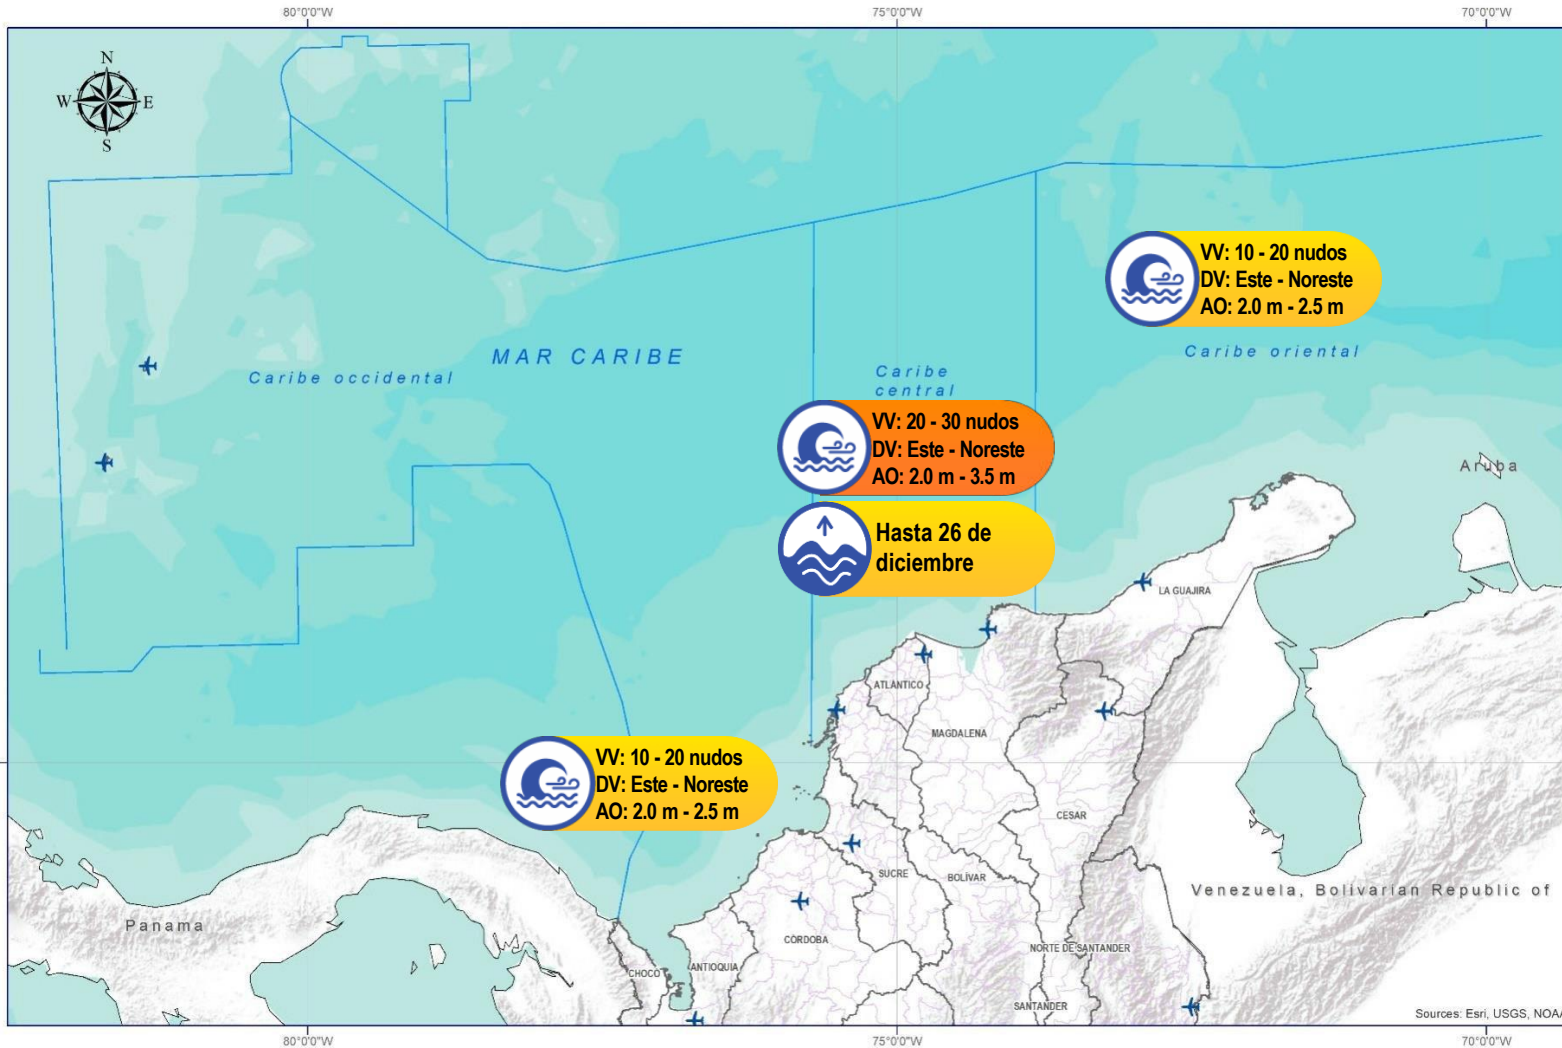 80°0'0"W
75°0'0"W
70°0'0"W
N
W
E
S
VV: 10 - 20 nudos
DV: Este - Noreste
AO: 2.0 m - 2.5 m
MAR CARIBE
Caribe oriental
Caribe occidental
Caribe
central
VV: 20 - 30 nudos
DV: Este - Noreste
AO: 2.0 m - 3.5 m
Aruba
Hasta 26 de
diciembre
LA GUAJIRA
ATLANTICO
MAGDALENA
VV: 10 - 20 nudos
DV: Este - Noreste
AO: 2.0 m - 2.5 m
CESAR
SUCRE
BOLÍVAR
Venezuela, Bolivarian Republic of
Panama
CÓRDOBA
NORTE DE SANTANDER
CHOCO
ANTIOQUIA
SANTANDER
Sources: Esri, USGS, NOAA
80°0'0"W
75°0'0"W
70°0'0"W